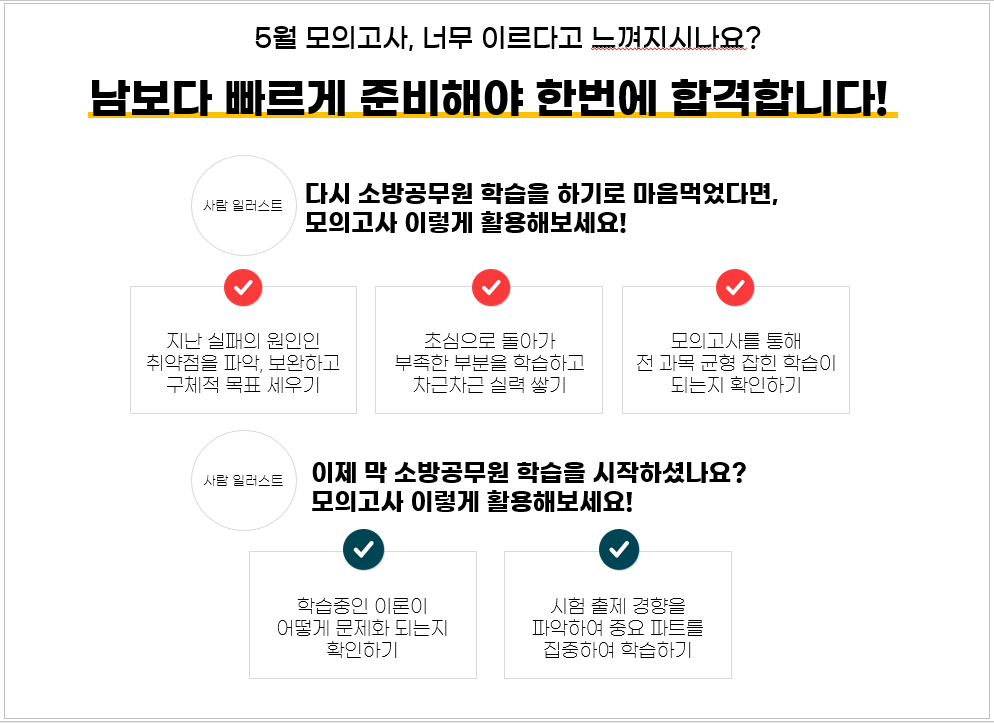 5월 모의고사, 너무 이르다고 느껴지시나요?
남보다 빠르게 준비해야 한번에 합격합니다!
사람 일러스트
다시 소방공무원 학습을 하기로 마음먹었다면,
모의고사 이렇게 활용해보세요!
지난 실패의 원인인
취약점을 파악, 보완하고
구체적 목표 세우기
초심으로 돌아가
부족한 부분을 학습하고
차근차근 실력 쌓기
모의고사를 통해
전 과목 균형 잡힌 학습이
되는지 확인하기
사람 일러스트
이제 막 소방공무원 학습을 시작하셨나요?
모의고사 이렇게 활용해보세요!
학습중인 이론이
어떻게 문제화 되는지
확인하기
시험 출제 경향을
파악하여 중요 파트를
집중하여 학습하기